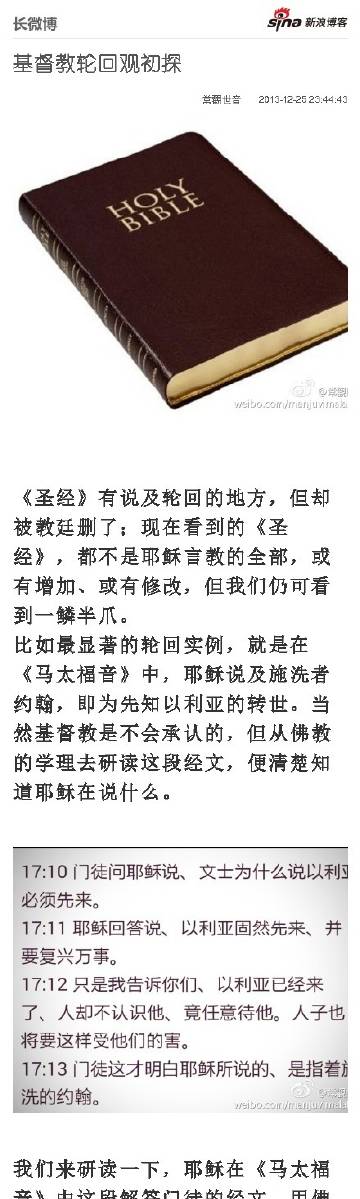 长微博
sina 新浪博客
基督教轮回观初探
2013-12-25 23:44:43
HOLY
BIBLE
weibo.com/manjuvimala
《圣经》有说及轮回的地方，但却
被教廷删了；现在看到的《圣
经》，都不是耶稣言教的全部，或
有增加、或有修改，但我们仍可看
到一鳞半爪。
比如最显著的轮回实例，就是在
《马太福音》中，耶稣说及施洗者
约翰，即为先知以利亚的转世。当
然基督教是不会承认的，但从佛教
的学理去研读这段经文，便清楚知
道耶稣在说什么。
17:10 门徒问耶稣说、文士为什么说以利
必须先来。
17:11 耶稣回答说、以利亚固然先来、并
要复兴万事。
17:12 只是我告诉你们、以利亚已经来
了、人却不认识他、竟任意待他。人子也
将要这样受他们的害。
17:13 门徒这才明白耶稣所说的、是指着
洗的约翰。
weibo.com/manjuvimala
我们来研读一下，耶稣在《马太福
音》中这段解答门徒的经文，用佛